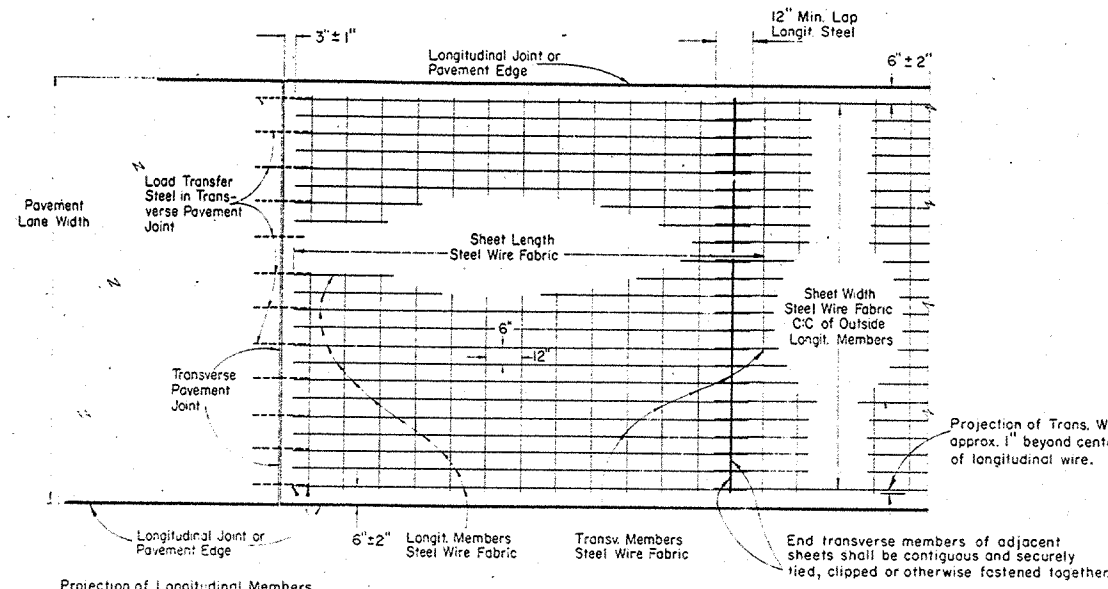 12" Min. Lap
Longit. Steel
3"± 1"
Longitudinal Joint or
Pavement Edge
6"± 2"
Load Transfer
Steel in Trans-
verse Pavement
Joint
Pavement
Lane Width
Sheet Length
Steel Wire Fabric
Sheet Width
Steel Wire Fabric
C:C of Outside
Longit. Members
6"
12"
Transverse
Pavement
Joint
Projection of Trans. W
approx. 1" beyond cent
of longitudinal wire.
Longitudinal Joint or
Pavement Edge
6"±2"
Longit. Members
Steel Wire Fabric
Transv. Members
Steel Wire Fabric
End transverse members of adjacent
sheets shall be contiguous and securely
tied, clipped or otherwise fastened together.
Projection of Longitudinal Members